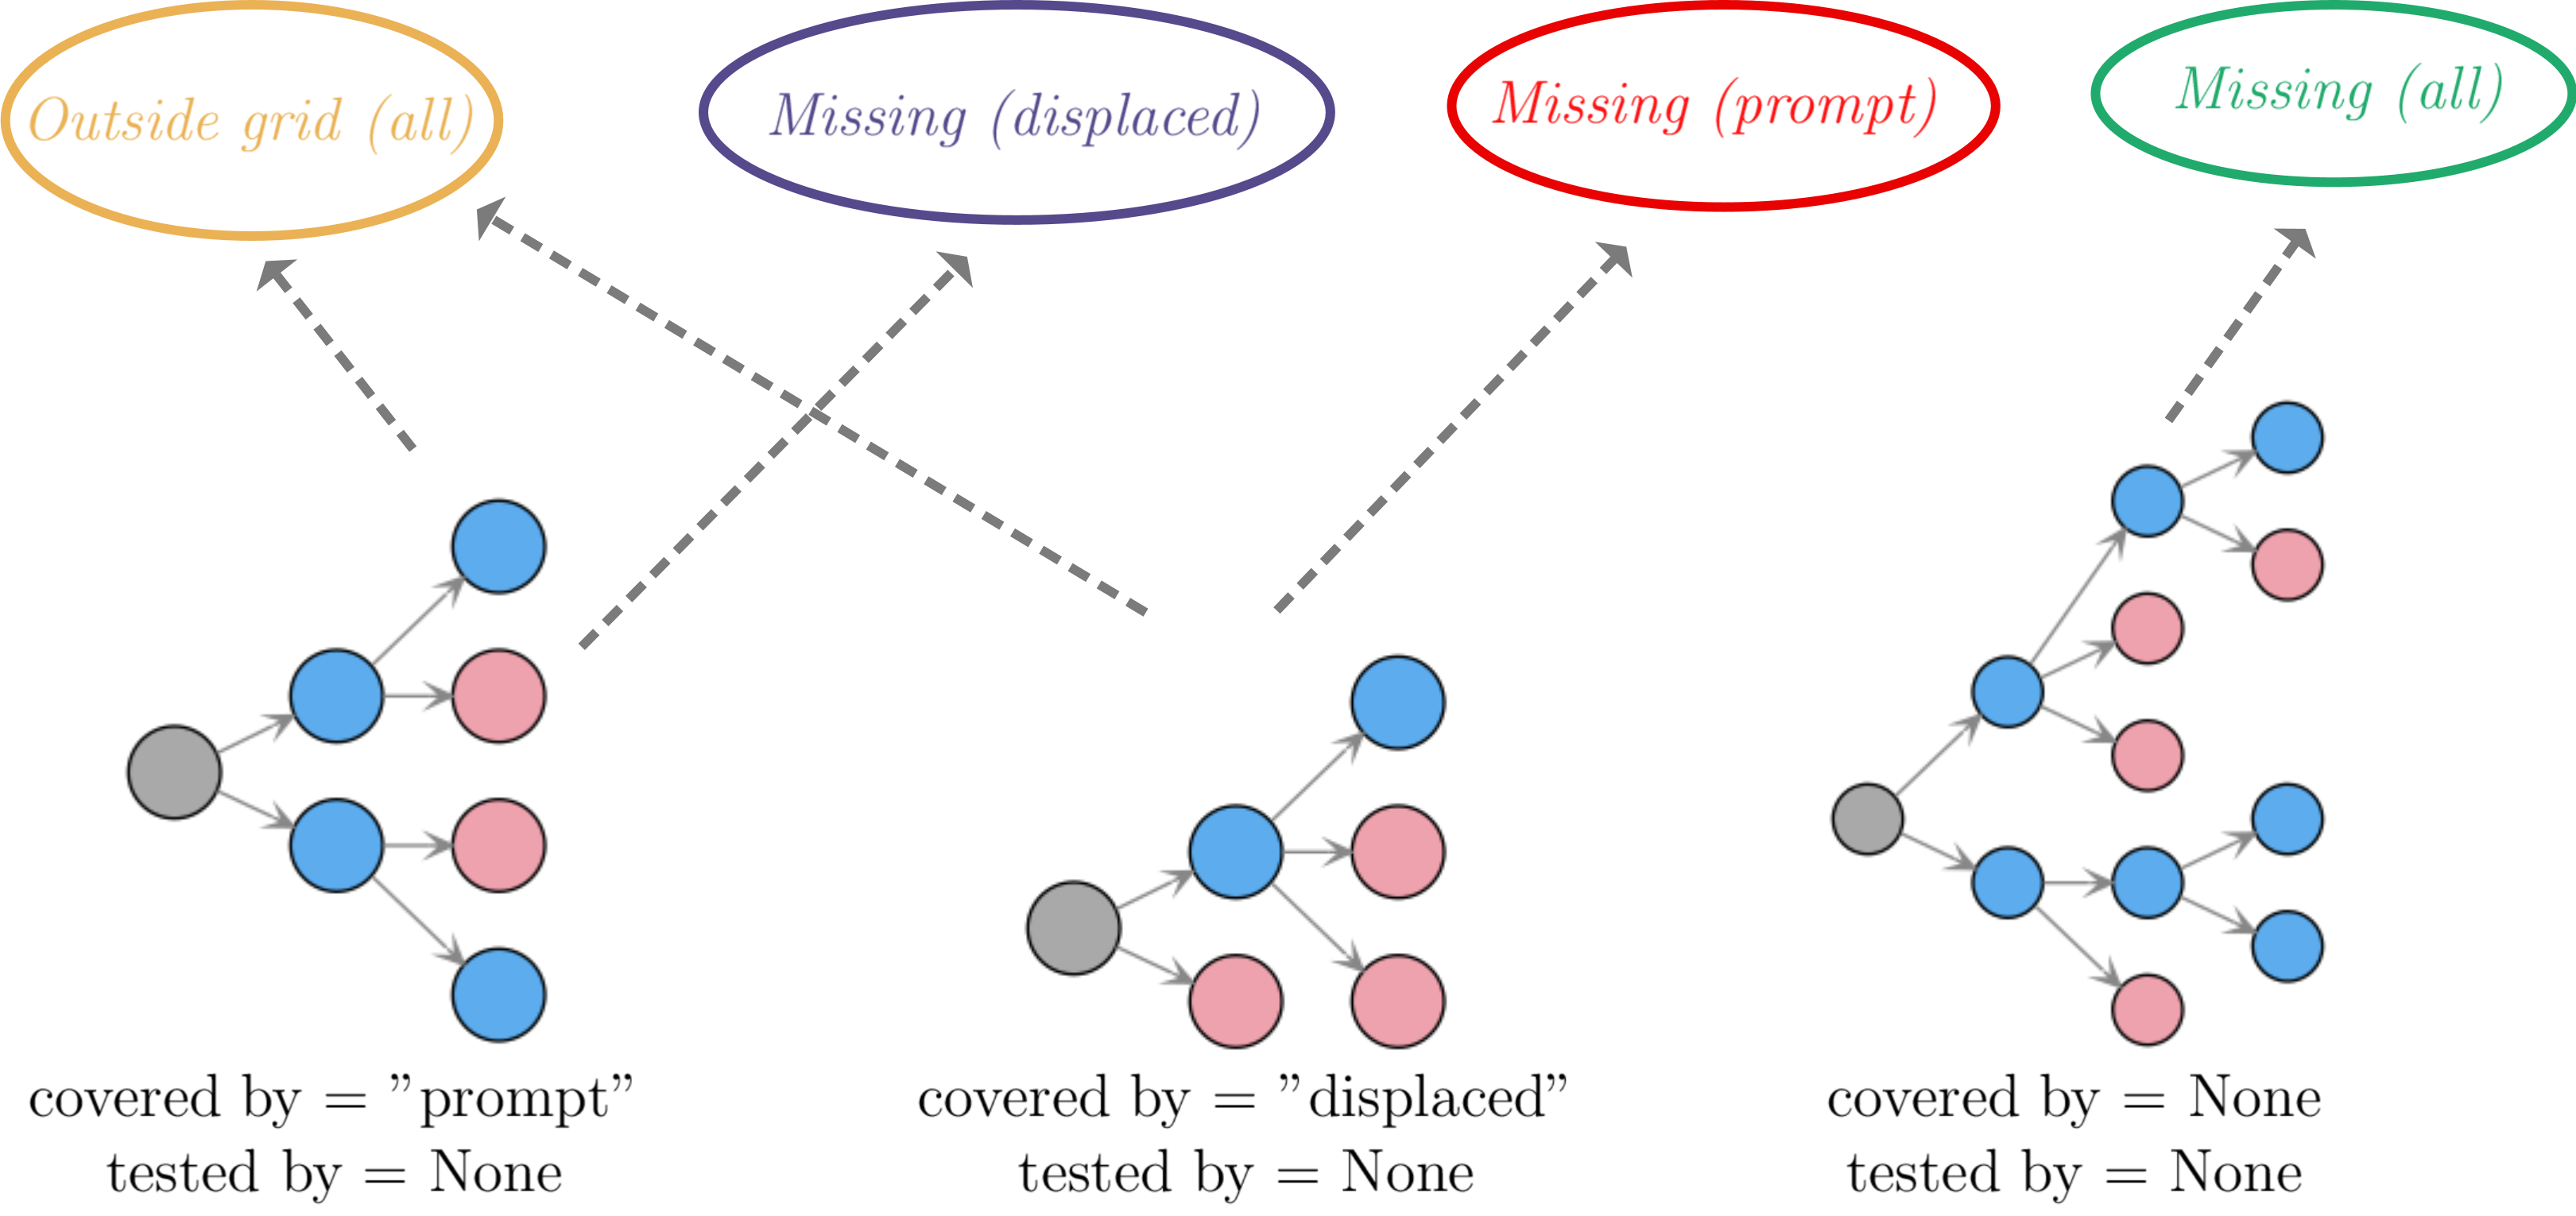 Outside grid (all)
Missing (displaced)
Missing (prompt)
Missing (all)
covered by = ”prompt”
tested by = None
covered by = ”displaced”
tested by = None
covered by = None
tested by = None